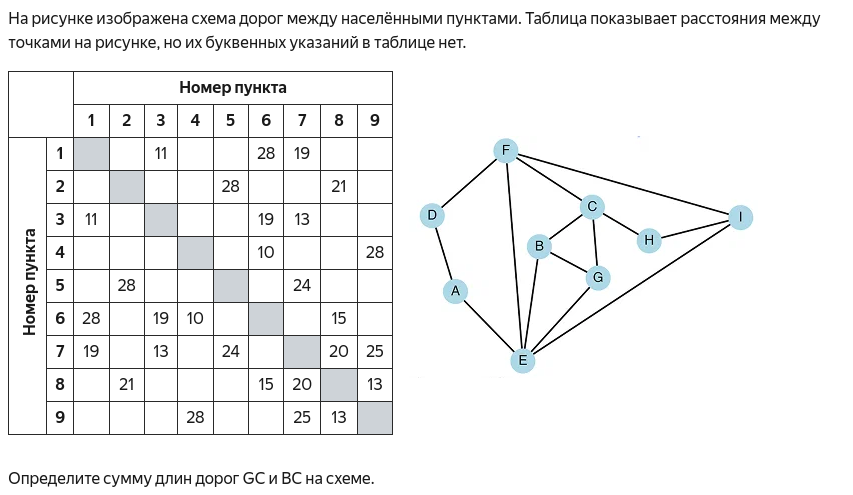 На рисунке изображена схема дорог между населёнными пунктами. Таблица показывает расстояния между
точками на рисунке, но их буквенных указаний в таблице нет.
Номер пункта
1 2 3 4 5 6 7 8 9
Номер пункта
1 11 28 19
2 28 21
3 11 19 13
4 10 28
5 28 24
6 28 19 10 15
7 19 13 24 20 25
8 21 15 20 13
9 28 25 13
F
C
D
I
H
B
G
A
E
Определите сумму длин дорог GC и BC на схеме.